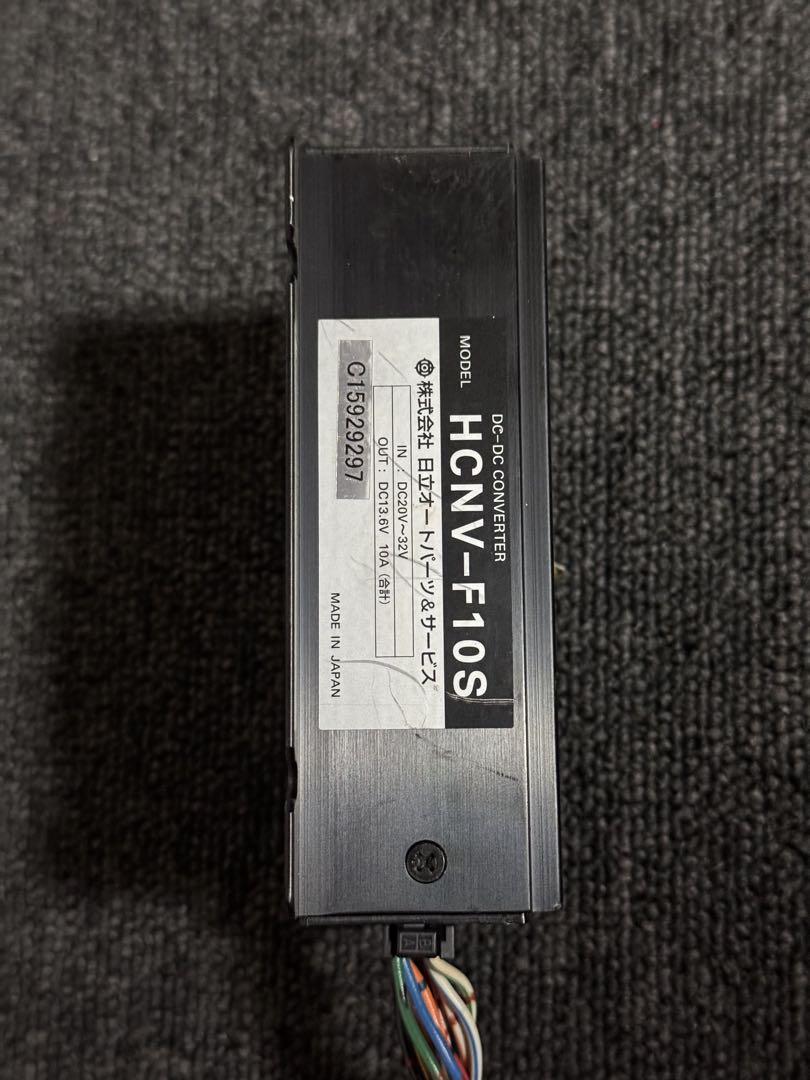 DC-DC CONVERTER
MODEL HCNV-F10S
株式会社 日立オートパーツ&サービス
IN : DC20V～32V
OUT : DC13.6V 10A (合計)
C15929297
MADE IN JAPAN